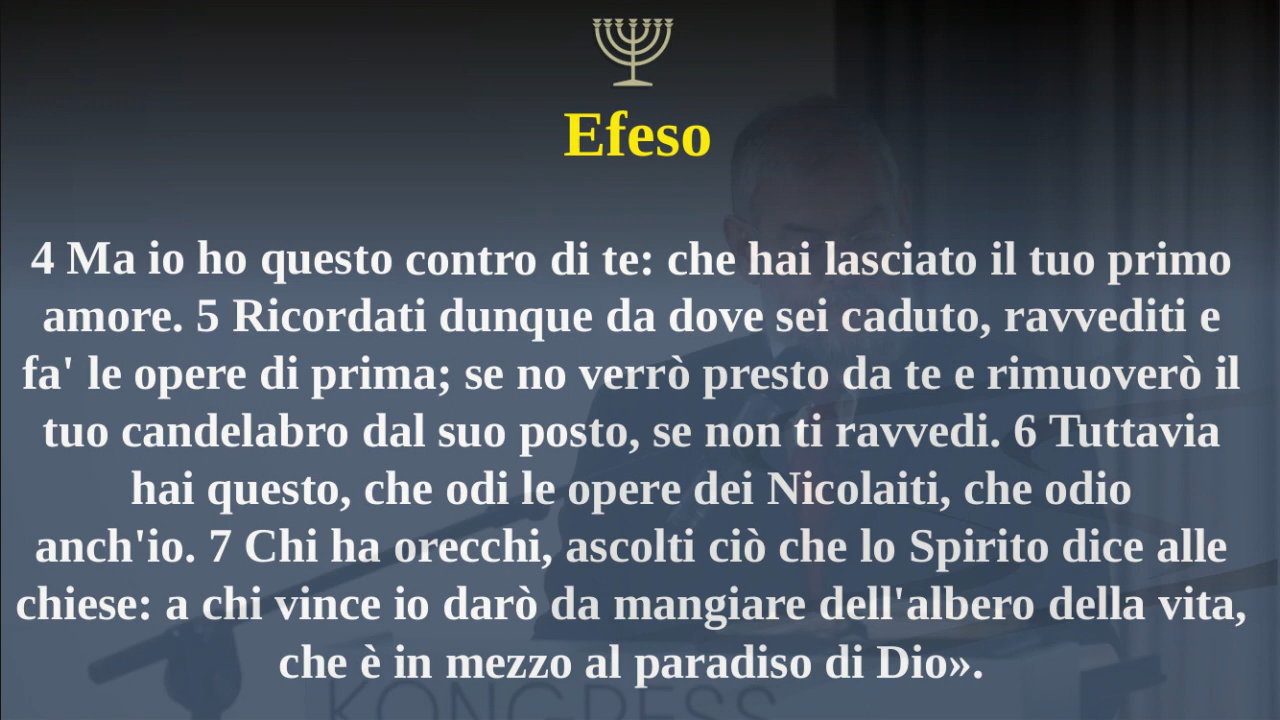 Efeso
4 Ma io ho questo contro di te: che hai lasciato il tuo primo
amore. 5 Ricordati dunque da dove sei caduto, ravvediti e
fa' le opere di prima; se no verrò presto da te e rimuoverò il
tuo candelabro dal suo posto, se non ti ravvedi. 6 Tuttavia
hai questo, che odi le opere dei Nicolaiti, che odio
anch'io. 7 Chi ha orecchi, ascolti ciò che lo Spirito dice alle
chiese: a chi vince io darò da mangiare dell'albero della vita,
che è in mezzo al paradiso di Dio».
KONGRESS